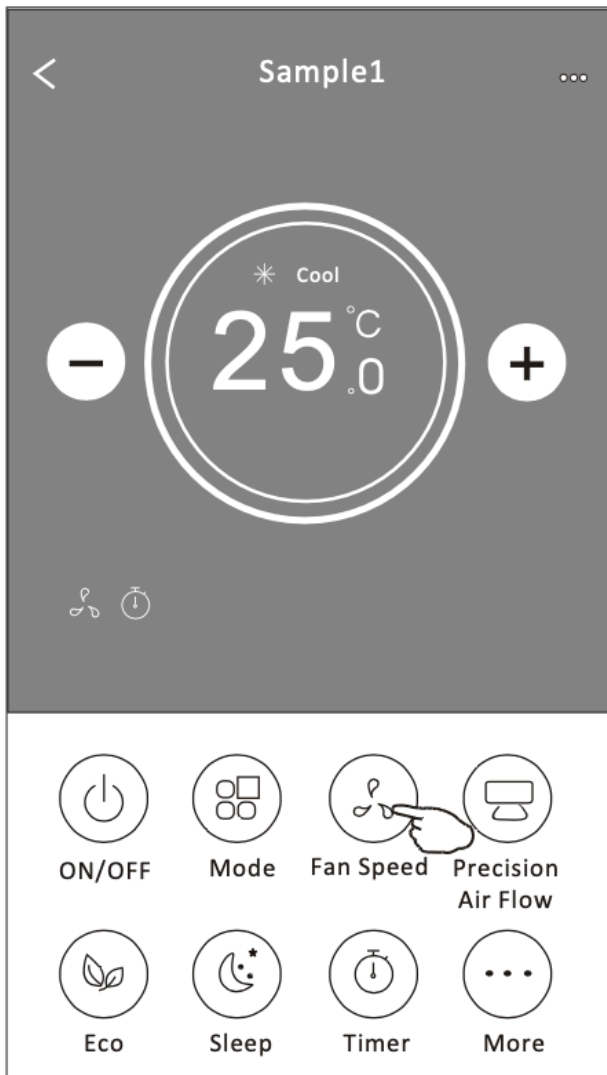 Sample1
Cool
25.0°C
ON/OFF
Mode
Fan Speed
Precision
Air Flow
Eco
Sleep
Timer
More